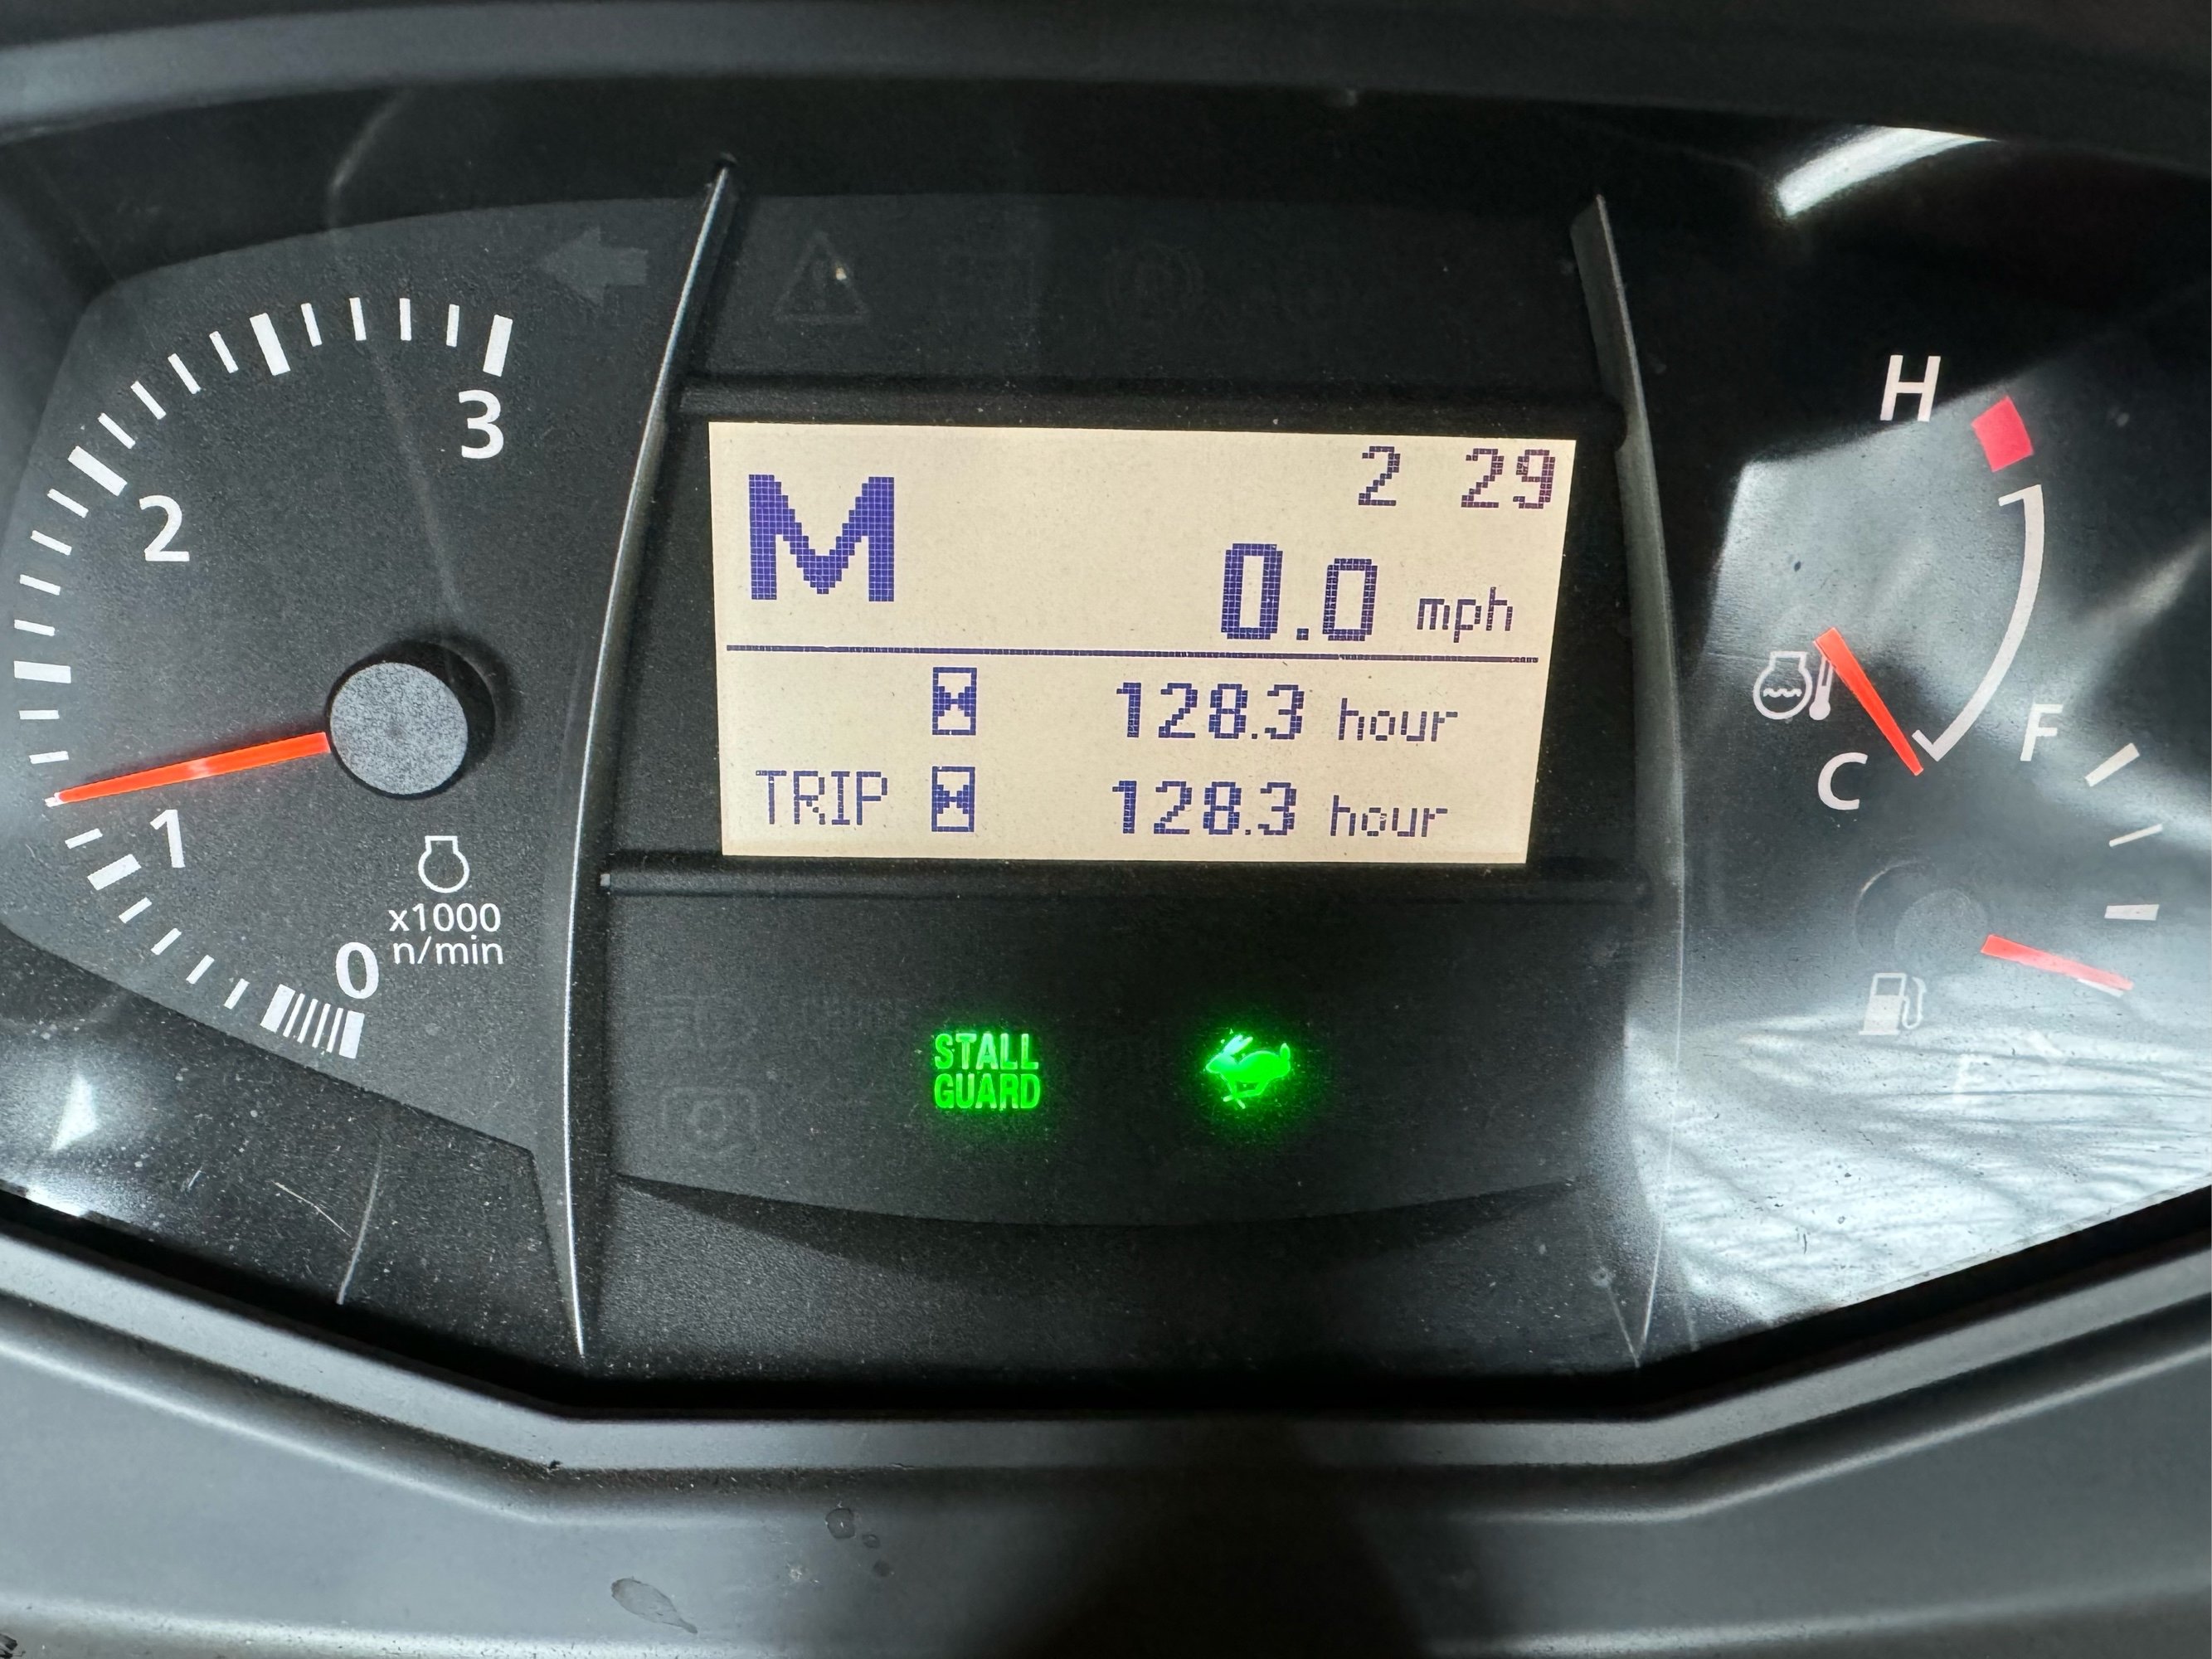 3
2
1
0
x1000
n/min
2 29
M
0.0 mph
128.3 hour
TRIP 128.3 hour
STALL
GUARD
H
C
F